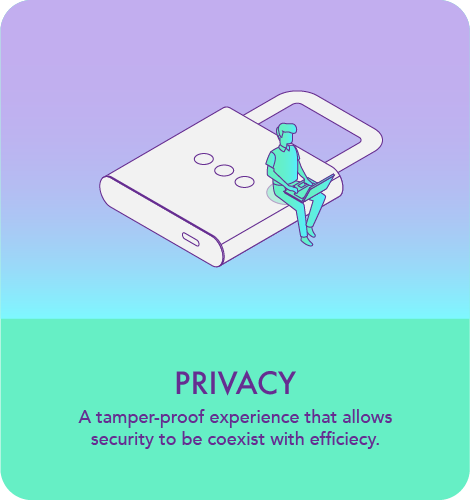 PRIVACY
A tamper-proof experience that allows
security to be coexist with efficiecy.